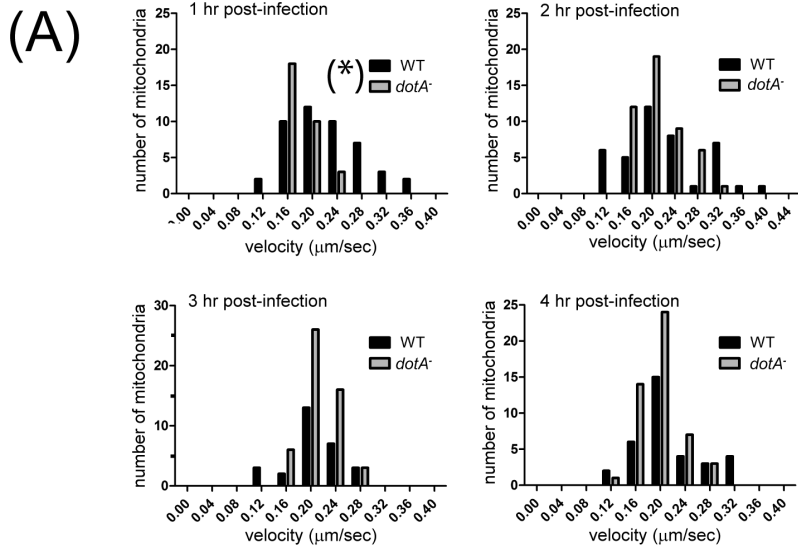 (A)
1 hr post-infection
number of mitochondria
25
20
15
10
5
0
(*)
WT
dotA-
0.00 0.04 0.08 0.12 0.16 0.20 0.24 0.28 0.32 0.36 0.40
velocity (μm/sec)
2 hr post-infection
number of mitochondria
25
20
15
10
5
0
WT
dotA-
0.00 0.04 0.08 0.12 0.16 0.20 0.24 0.28 0.32 0.36 0.40 0.44
velocity (μm/sec)
3 hr post-infection
number of mitochondria
30
20
10
0
WT
dotA-
0.00 0.04 0.08 0.12 0.16 0.20 0.24 0.28 0.32 0.36 0.40
velocity (μm/sec)
4 hr post-infection
number of mitochondria
25
20
15
10
5
0
WT
dotA-
0.00 0.04 0.08 0.12 0.16 0.20 0.24 0.28 0.32 0.36 0.40
velocity (μm/sec)